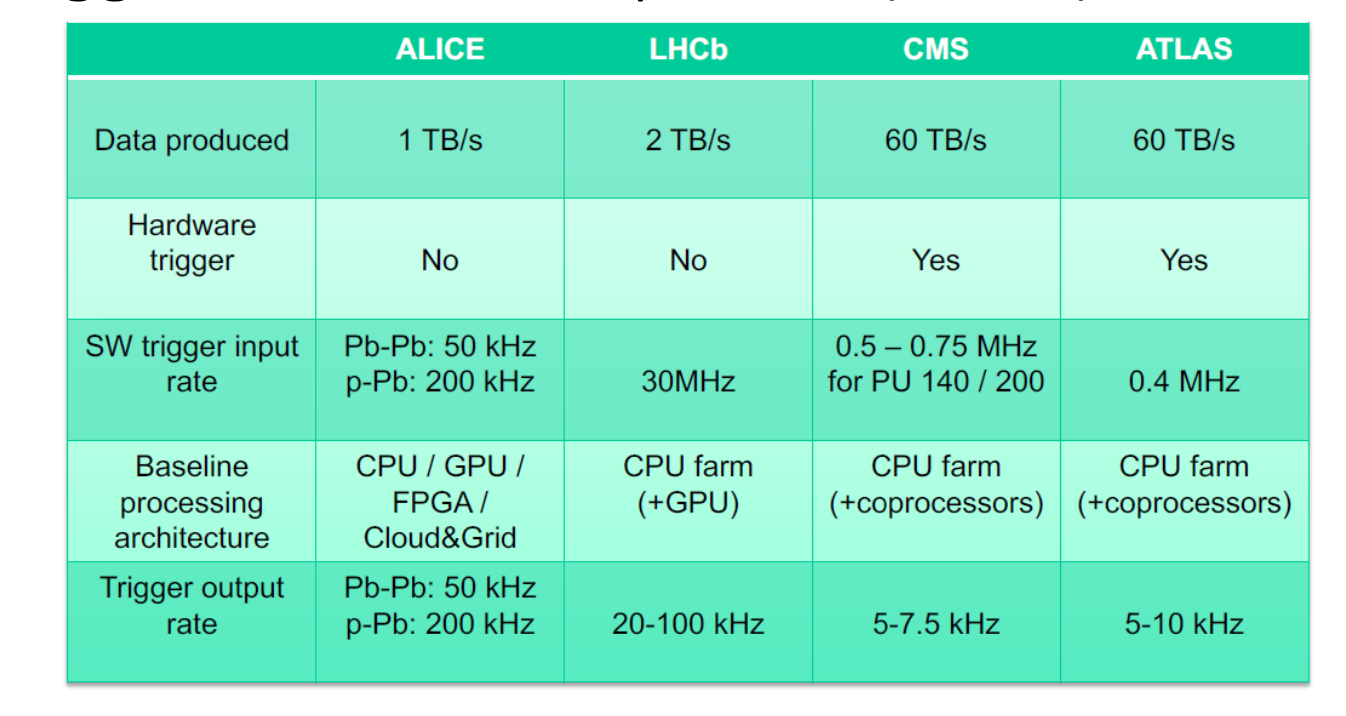 ALICE LHCb CMS ATLAS
Data produced 1 TB/s 2 TB/s 60 TB/s 60 TB/s
Hardware
trigger No No Yes Yes
SW trigger input
rate
Pb-Pb: 50 kHz
p-Pb: 200 kHz
30MHz
0.5 – 0.75 MHz
for PU 140 / 200
0.4 MHz
Baseline
processing
architecture
CPU / GPU /
FPGA /
Cloud&Grid
CPU farm
(+GPU)
CPU farm
(+coprocessors)
CPU farm
(+coprocessors)
Trigger output
rate
Pb-Pb: 50 kHz
p-Pb: 200 kHz
20-100 kHz
5-7.5 kHz
5-10 kHz